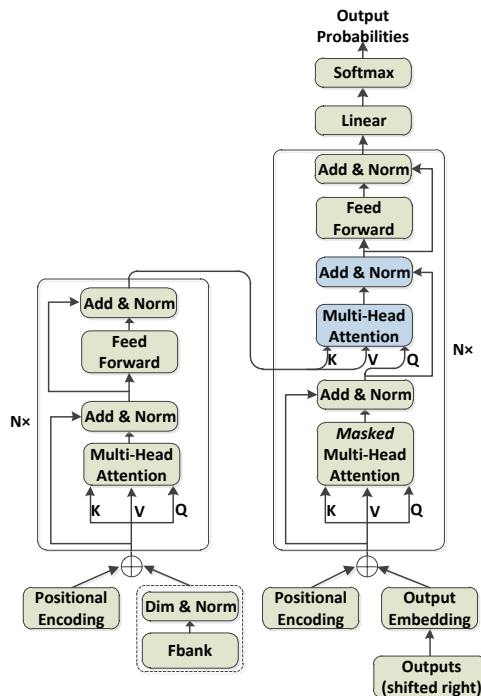 Output
Probabilities
Softmax
Linear
Add & Norm
Feed
Forward
Add & Norm
Multi-Head
Attention
K V Q
N×
Add & Norm
Masked
Multi-Head
Attention
K V Q
Positional
Encoding
Output
Embedding
Outputs
(shifted right)
Add & Norm
Feed
Forward
N×
Add & Norm
Multi-Head
Attention
K V Q
Positional
Encoding
Dim & Norm
Fbank